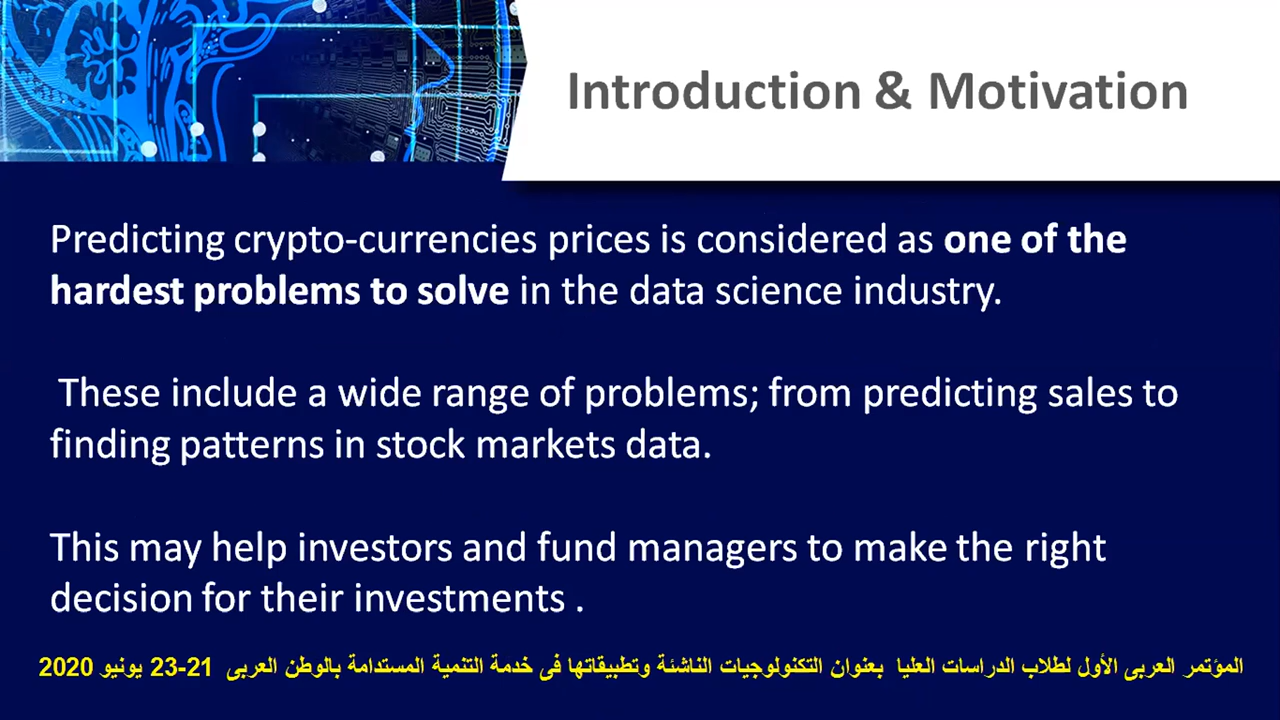 Introduction & Motivation
Predicting crypto-currencies prices is considered as one of the
hardest problems to solve in the data science industry.
These include a wide range of problems; from predicting sales to
finding patterns in stock markets data.
This may help investors and fund managers to make the right
decision for their investments .
المؤتمر العربى الأول لطلاب الدراسات العليا بعنوان التكنولوجيات الناشئة وتطبيقاتها فى خدمة التنمية المستدامة بالوطن العربى 21-23 يونيو 2020